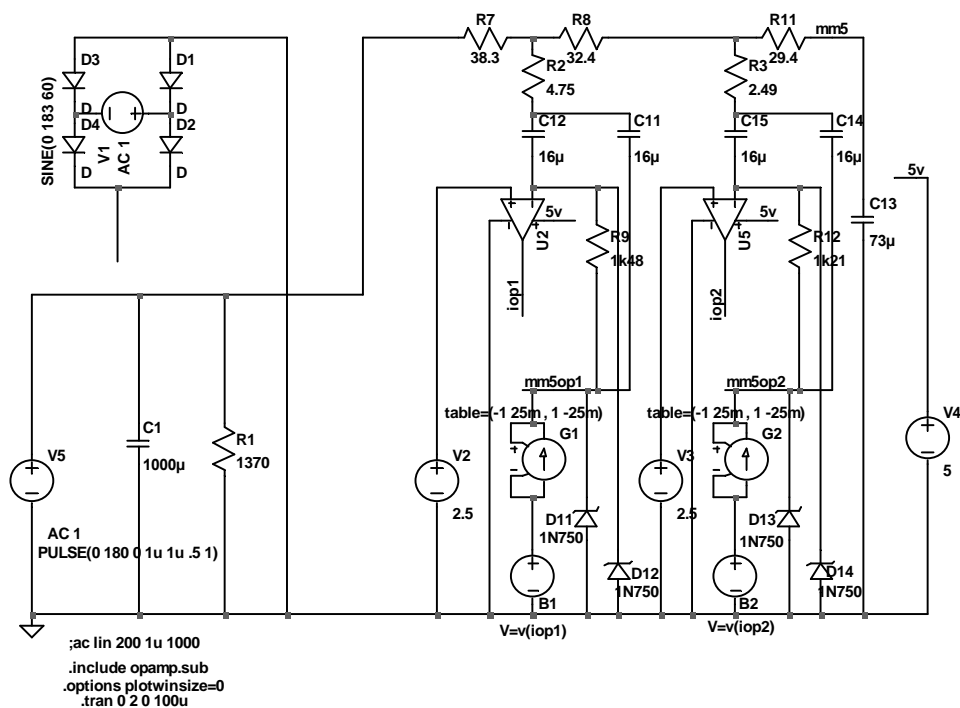 R7
R8
R11
mm5
38.3
32.4
29.4
D3
D1
R2
R3
4.75
2.49
D
D
D4
D2
V1
AC 1
SINE(0 183 60)
D
D
C12
C11
C15
C14
16µ
16µ
16µ
16µ
5v
5v
5v
C13
73µ
U2
R9
1k48
U5
R12
1k21
iop1
iop2
mm5op1
mm5op2
table=(-1 25m , 1 -25m)
table=(-1 25m , 1 -25m)
C1
1000µ
R1
1370
G1
G2
V4
5
V5
V2
2.5
V3
2.5
AC 1
PULSE(0 180 0 1u 1u .5 1)
D11
1N750
D13
1N750
D12
1N750
D14
1N750
B1
B2
V=v(iop1)
V=v(iop2)
;ac lin 200 1u 1000
.include opamp.sub
.options plotwinsize=0
.tran 0 2 0 100u